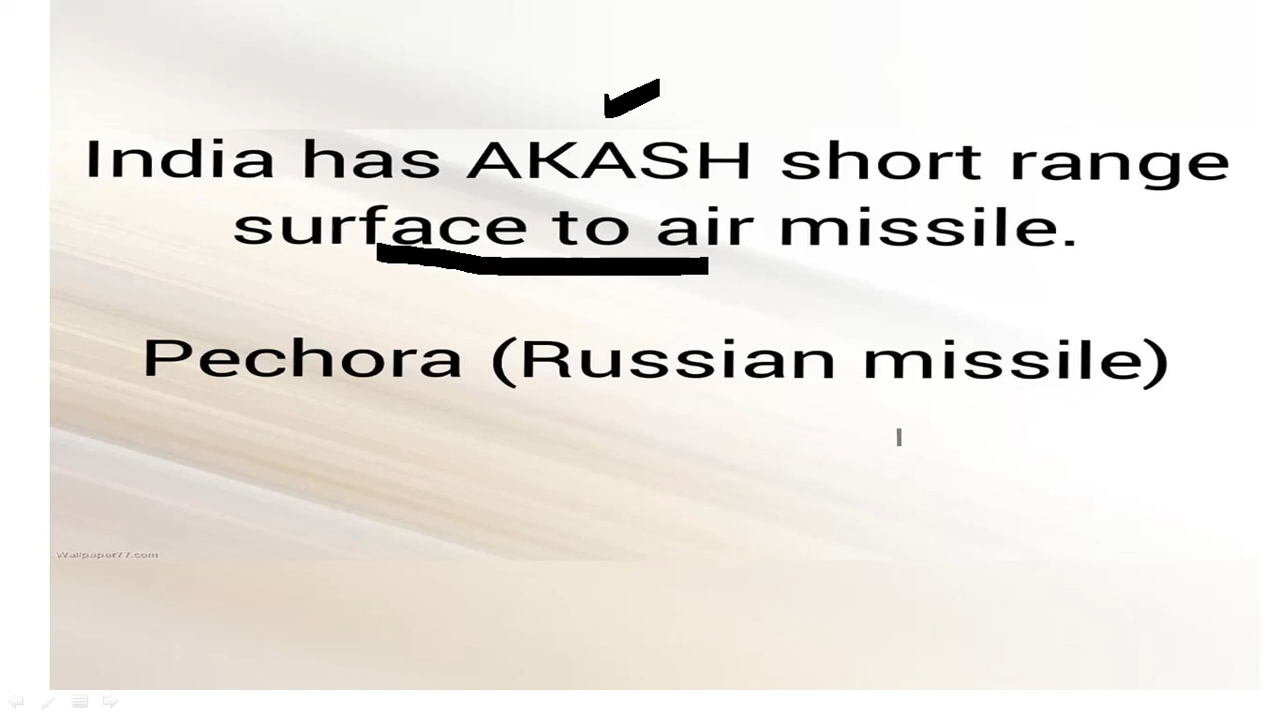 India has AKASH short range
surface to air missile.
Pechora (Russian missile)
Wallpaper77.com